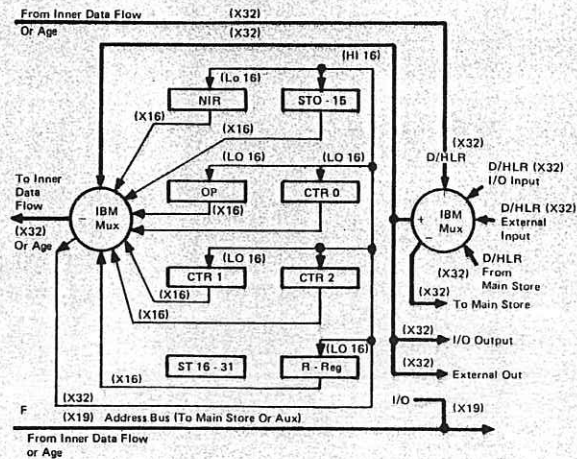 From Inner Data Flow
Or Age
(X32)
(X32)
(HI 16)
(Lo 16)
NIR
STO - 15
(X16)
(X16)
(X32)
D/HLR
D/HLR (X32)
I/O Input
(LO 16)
(LO 16)
To Inner
Data
Flow
(X32)
Or Age
−
IBM
Mux
OP
CTR 0
(X16)
+
−
IBM
Mux
D/HLR (X32)
External
Input
D/HLR
From
Main Store
(X32)
(LO 16)
CTR 1
CTR 2
(X16)
(X16)
(X32)
To Main Store
(X32)
I/O Output
(LO 16)
ST 16 - 31
R - Reg
(X16)
(X32)
External Out
(X32)
F
(X19) Address Bus (To Main Store Or Aux)
I/O
(X19)
From Inner Data Flow
or Age